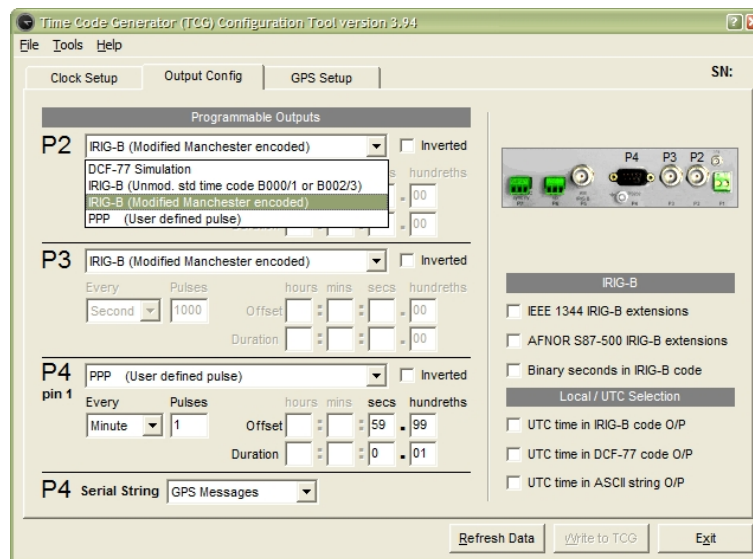 Time Code Generator (TCG) Configuration Tool version 3.94
File Tools Help
Clock Setup Output Config GPS Setup SN:
Programmable Outputs
P2 IRIG-B (Modified Manchester encoded) Inverted
DCF-77 Simulation
IRIG-B (Unmod. std time code B000/1 or B002/3)
IRIG-B (Modified Manchester encoded)
PPP (User defined pulse)
s hundreths
: . 00
Duration : : . 00
P3 IRIG-B (Modified Manchester encoded) Inverted
Every Pulses hours mins secs hundreths
Second 1000 Offset : : . 00
Duration : : . 00
P4 PPP (User defined pulse) Inverted
pin 1
Every Pulses hours mins secs hundreths
Minute 1 Offset : : 59 . 99
Duration : : 0 . 01
P4 Serial String GPS Messages
P4 P3 P2
IRIG-B
IEEE 1344 IRIG-B extensions
AFNOR S87-500 IRIG-B extensions
Binary seconds in IRIG-B code
Local / UTC Selection
UTC time in IRIG-B code O/P
UTC time in DCF-77 code O/P
UTC time in ASCII string O/P
Refresh Data Write to TCG Exit